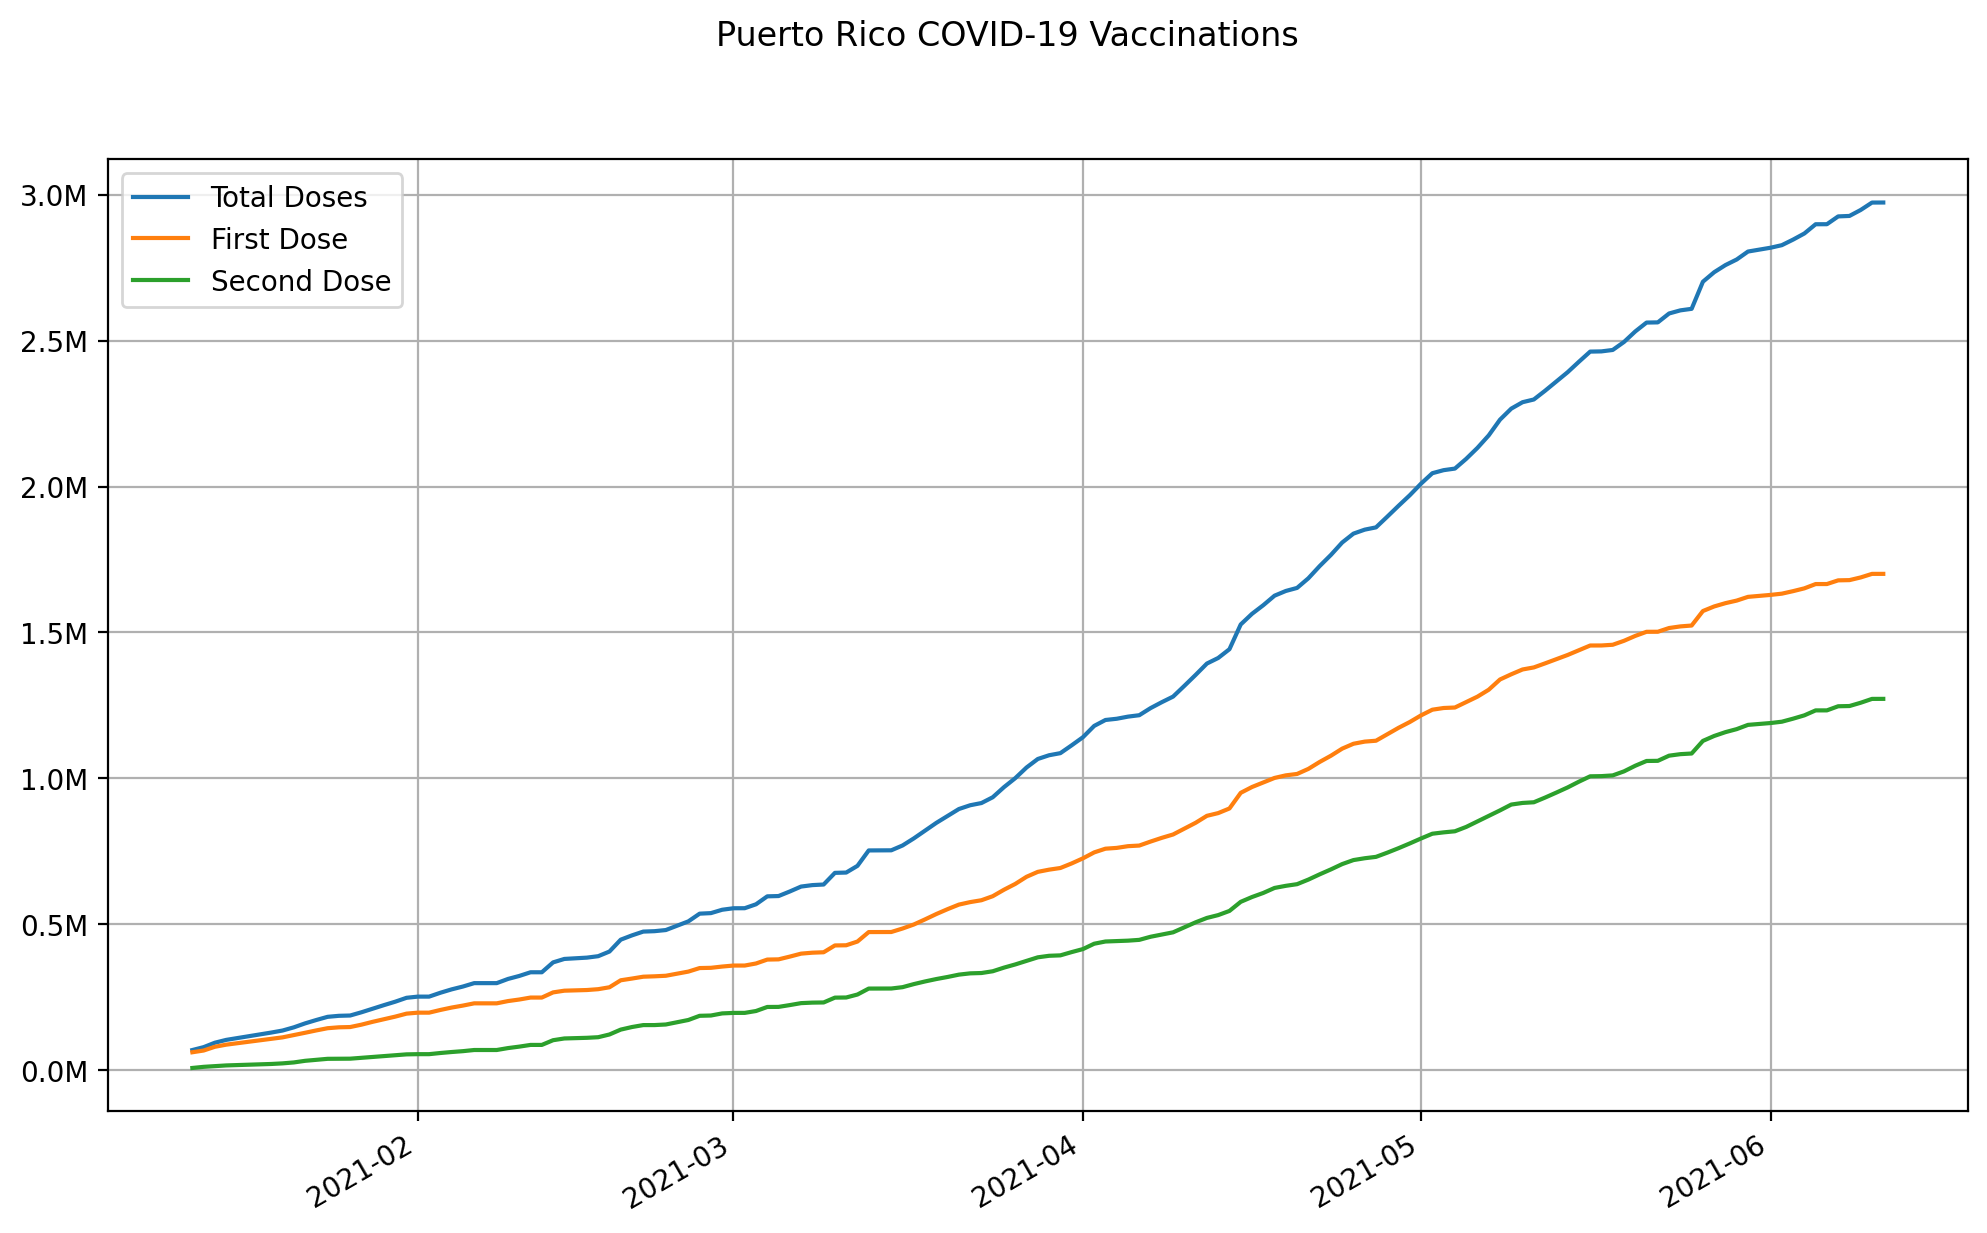 Puerto Rico COVID-19 Vaccinations
Total Doses
First Dose
Second Dose
3.0M
2.5M
2.0M
1.5M
1.0M
0.5M
0.0M
2021-02
2021-03
2021-04
2021-05
2021-06